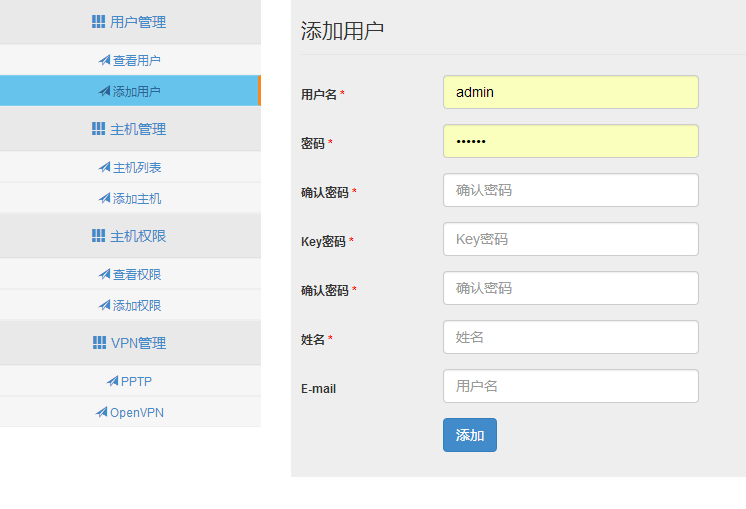 用户管理
查看用户
添加用户
主机管理
主机列表
添加主机
主机权限
查看权限
添加权限
VPN管理
PPTP
OpenVPN
添加用户
用户名 * admin
密码 * ••••••
确认密码 * 确认密码
Key密码 * Key密码
确认密码 * 确认密码
姓名 * 姓名
E-mail 用户名
添加